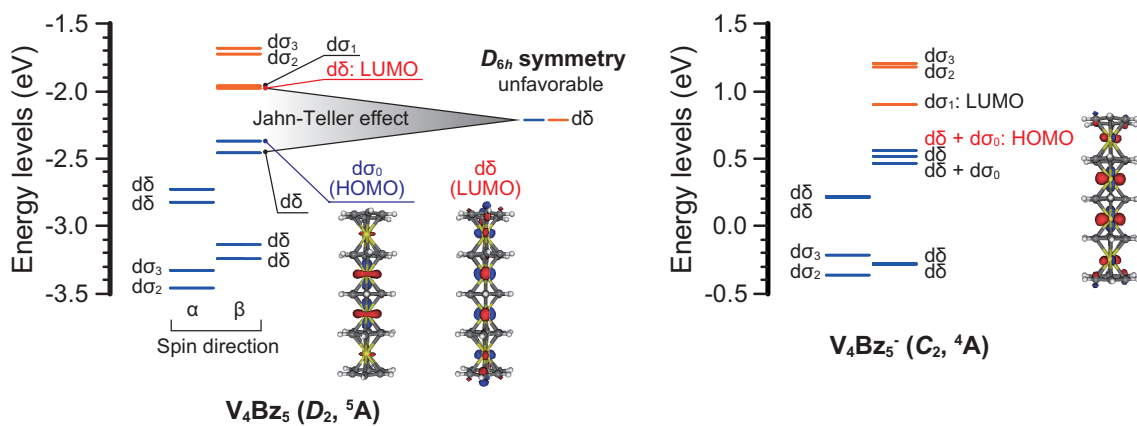 Energy levels (eV)
-1.5
-2.0
-2.5
-3.0
-3.5
dσ3
dσ2
dσ1
dδ: LUMO
D6h symmetry
unfavorable
Jahn-Teller effect
dδ
dσ0
(HOMO)
dδ
(LUMO)
dδ
dδ
dδ
dδ
dδ
dσ3
dσ2
α
β
Spin direction
V4Bz5 (D2, 5A)
Energy levels (eV)
1.5
1.0
0.5
0.0
-0.5
dσ3
dσ2
dσ1: LUMO
dδ + dσ0: HOMO
dδ
dδ + dσ0
dδ
dδ
dσ3
dσ2
dδ
dδ
V4Bz5- (C2, 4A)